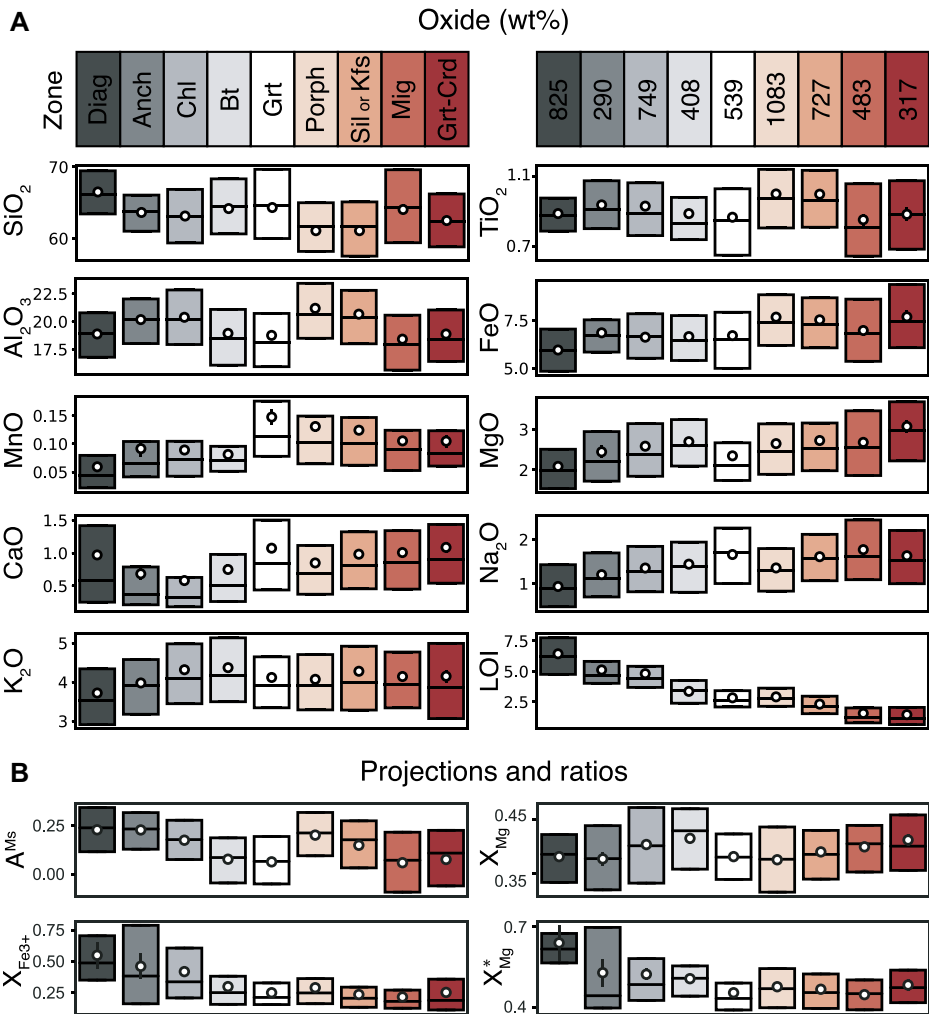 A
Oxide (wt%)
Zone
Diag
Anch
Chl
Bt
Grt
Porph
Sil or Kfs
Mig
Grt-Crd
825
290
749
408
539
1083
727
483
317
SiO2
70
60
TiO2
1.1
0.7
Al2O3
22.5
20.0
17.5
FeO
7.5
5.0
MnO
0.15
0.10
0.05
MgO
3
2
CaO
1.5
1.0
0.5
Na2O
2
1
K2O
5
4
3
LOI
7.5
5.0
2.5
B
Projections and ratios
A^Ms
0.25
0.00
X_Mg
0.45
0.35
X_Fe3+
0.75
0.50
0.25
X*_Mg
0.7
0.4